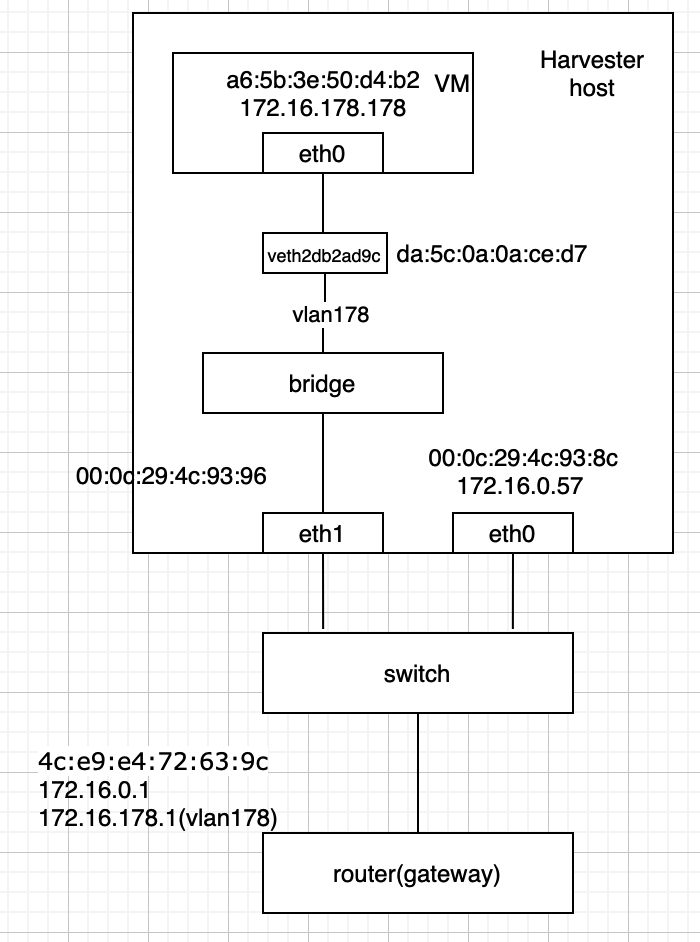 Harvester
host
a6:5b:3e:50:d4:b2
VM
172.16.178.178
eth0
veth2db2ad9c
da:5c:0a:0a:ce:d7
vlan178
bridge
00:0c:29:4c:93:96
00:0c:29:4c:93:8c
172.16.0.57
eth1
eth0
switch
4c:e9:e4:72:63:9c
172.16.0.1
172.16.178.1(vlan178)
router(gateway)